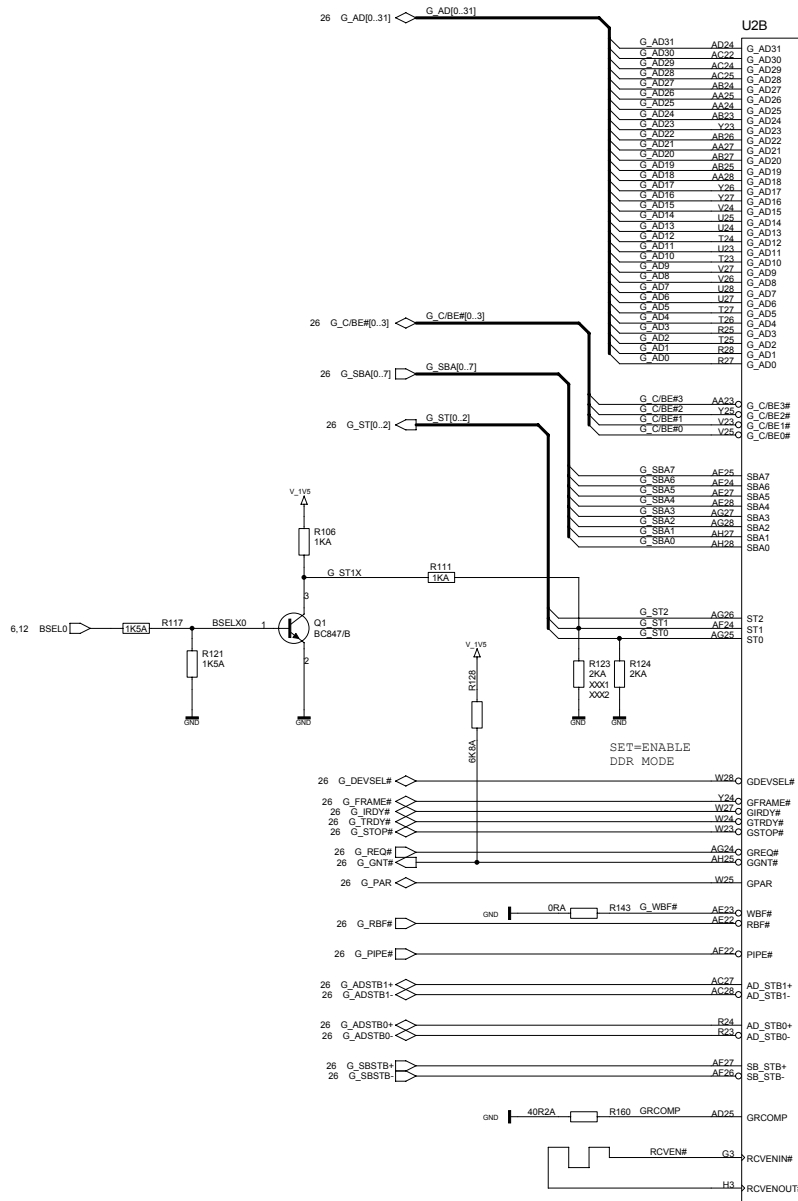 26 G_AD[0..31] G_AD[0..31]
U2B
G_AD31 AD24 G_AD31
G_AD30 AC22 G_AD30
G_AD29 AC24 G_AD29
G_AD28 AC25 G_AD28
G_AD27 AB24 G_AD27
G_AD26 AA25 G_AD26
G_AD25 AA24 G_AD25
G_AD24 AB23 G_AD24
G_AD23 Y23 G_AD23
G_AD22 AB26 G_AD22
G_AD21 AA27 G_AD21
G_AD20 AB27 G_AD20
G_AD19 AB25 G_AD19
G_AD18 AA28 G_AD18
G_AD17 Y26 G_AD17
G_AD16 Y27 G_AD16
G_AD15 V24 G_AD15
G_AD14 U25 G_AD14
G_AD13 U24 G_AD13
G_AD12 T24 G_AD12
G_AD11 U23 G_AD11
G_AD10 T23 G_AD10
G_AD9 V27 G_AD9
G_AD8 V26 G_AD8
G_AD7 U28 G_AD7
G_AD6 U27 G_AD6
G_AD5 T27 G_AD5
G_AD4 T26 G_AD4
G_AD3 R25 G_AD3
G_AD2 T25 G_AD2
G_AD1 R28 G_AD1
G_AD0 R27 G_AD0
26 G_C/BE#[0..3] G_C/BE#[0..3]
26 G_SBA[0..7] G_SBA[0..7]
26 G_ST[0..2] G_ST[0..2]
G_C/BE#3 AA23 G_C/BE3#
G_C/BE#2 Y25 G_C/BE2#
G_C/BE#1 V23 G_C/BE1#
G_C/BE#0 V25 G_C/BE0#
G_SBA7 AE25 SBA7
G_SBA6 AE24 SBA6
G_SBA5 AE27 SBA5
G_SBA4 AE28 SBA4
G_SBA3 AG27 SBA3
G_SBA2 AG28 SBA2
G_SBA1 AH27 SBA1
G_SBA0 AH28 SBA0
V_1V5
R106
1KA
G_ST1X
R111
1KA
3
6,12 BSEL0 1K5A R117 BSELX0 1
Q1
BC847/B
2
R121
1K5A
GND
GND
G_ST2 AG26 ST2
G_ST1 AF24 ST1
G_ST0 AG25 ST0
V_1V5
R128
6K8A
R123
2KA
XXX1
XXX2
R124
2KA
GND
GND
SET=ENABLE
DDR MODE
26 G_DEVSEL# W28 GDEVSEL#
26 G_FRAME# Y24 GFRAME#
26 G_IRDY# W27 GIRDY#
26 G_TRDY# W24 GTRDY#
26 G_STOP# W23 GSTOP#
26 G_REQ# AG24 GREQ#
26 G_GNT# AH25 GGNT#
26 G_PAR W25 GPAR
GND 0RA R143 G_WBF# AE23 WBF#
26 G_RBF# AE22 RBF#
26 G_PIPE# AF22 PIPE#
26 G_ADSTB1+ AC27 AD_STB1+
26 G_ADSTB1- AC28 AD_STB1-
26 G_ADSTB0+ R24 AD_STB0+
26 G_ADSTB0- R23 AD_STB0-
26 G_SBSTB+ AF27 SB_STB+
26 G_SBSTB- AF26 SB_STB-
GND 40R2A R160 GRCOMP AD25 GRCOMP
RCVEN# G3 RCVENIN#
H3 RCVENOUT#